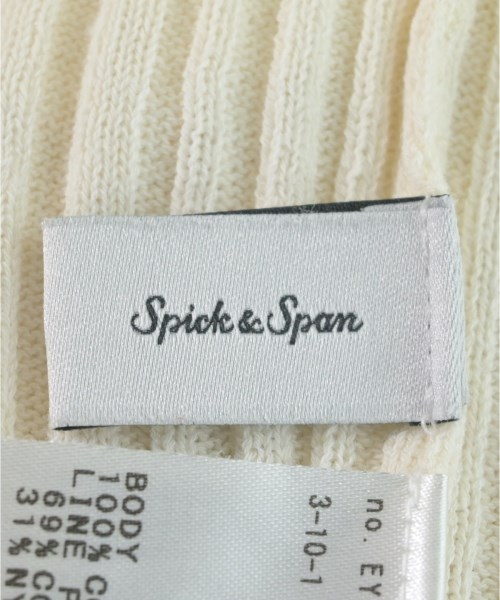 Spick & Span
BODY
100% C
LINE
69% C
31% NY
no. EY
3-10-1